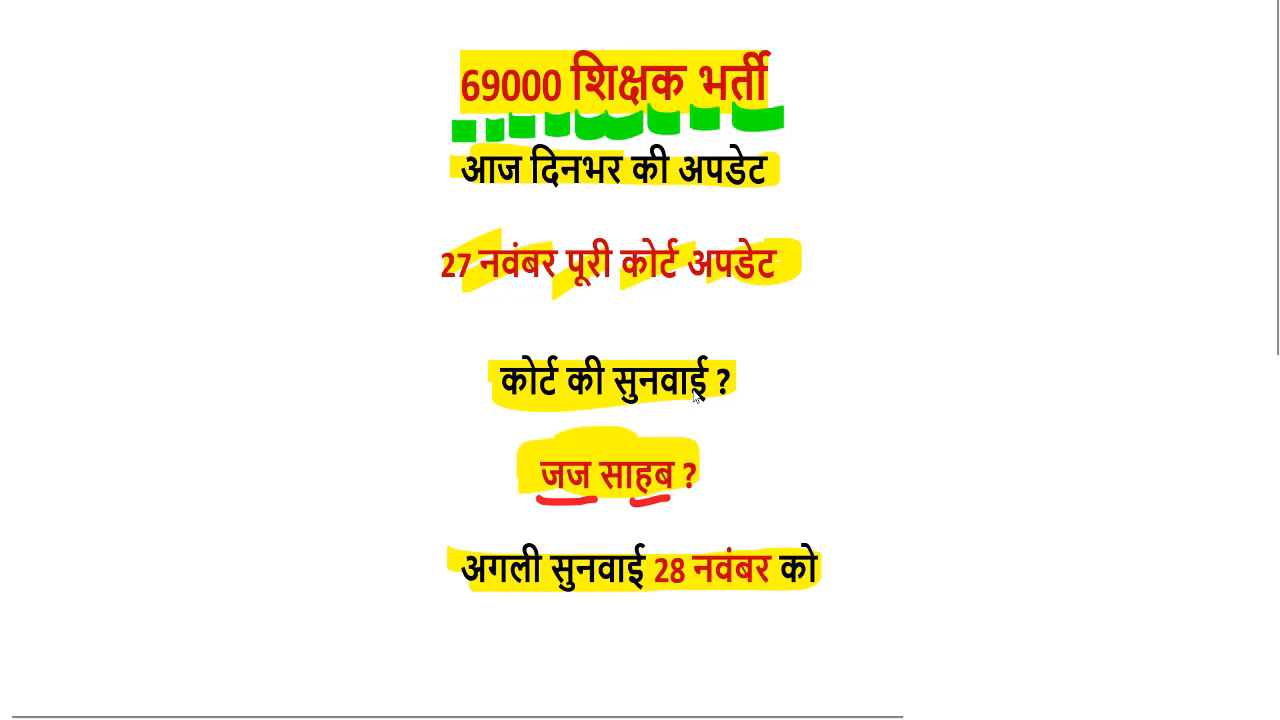 69000 शिक्षक भर्ती
आज दिनभर की अपडेट
27 नवंबर पूरी कोर्ट अपडेट
कोर्ट की सुनवाई ?
जज साहब ?
अगली सुनवाई 28 नवंबर को